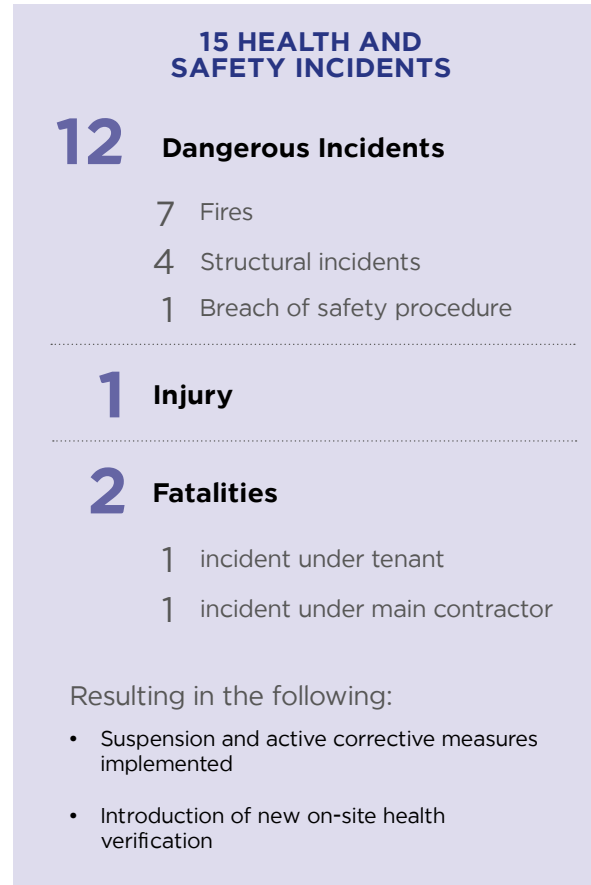 15 HEALTH AND
SAFETY INCIDENTS
12 Dangerous Incidents
7 Fires
4 Structural incidents
1 Breach of safety procedure
1 Injury
2 Fatalities
1 incident under tenant
1 incident under main contractor
Resulting in the following:
• Suspension and active corrective measures
implemented
• Introduction of new on-site health
verification